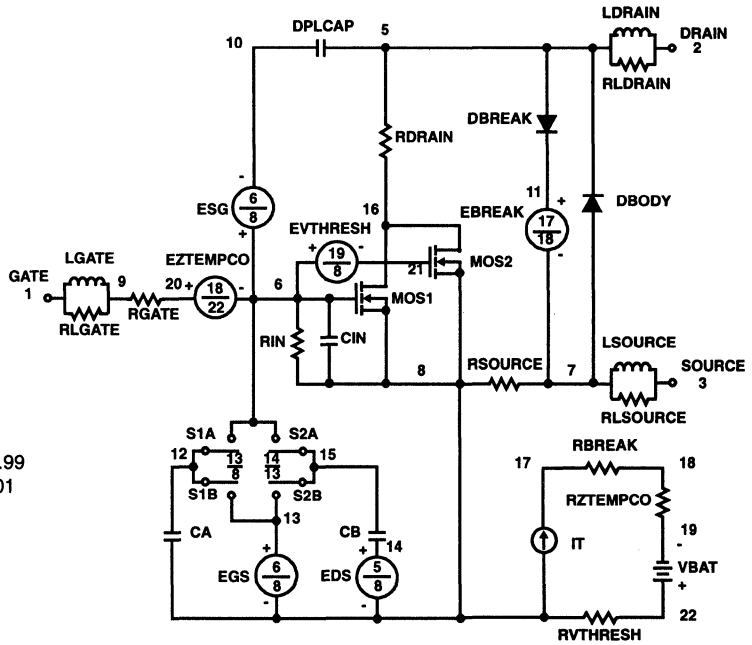 LDRAIN
DPLCAP
5
DRAIN
2
10
RLDRAIN
DBREAK
RDRAIN
-
6
8
ESG
+
16
11
+
EBREAK
17
18
-
DBODY
EVTHRESH
+
19
8
-
21
MOS2
LGATE
EZTEMPCO
GATE
1
9
20
+
18
22
-
6
MOS1
RLGATE
RGATE
RIN
CIN
LSOURCE
8
RSOURCE
7
SOURCE
3
RLSOURCE
S1A
S2A
.99
01
12
13
8
14
13
15
S1B
S2B
13
CA
CB
+
14
+
EGS
6
8
-
EDS
5
8
-
RBREAK
17
18
RZTEMPCO
19
-
IT
VBAT
+
22
RVTHRESH